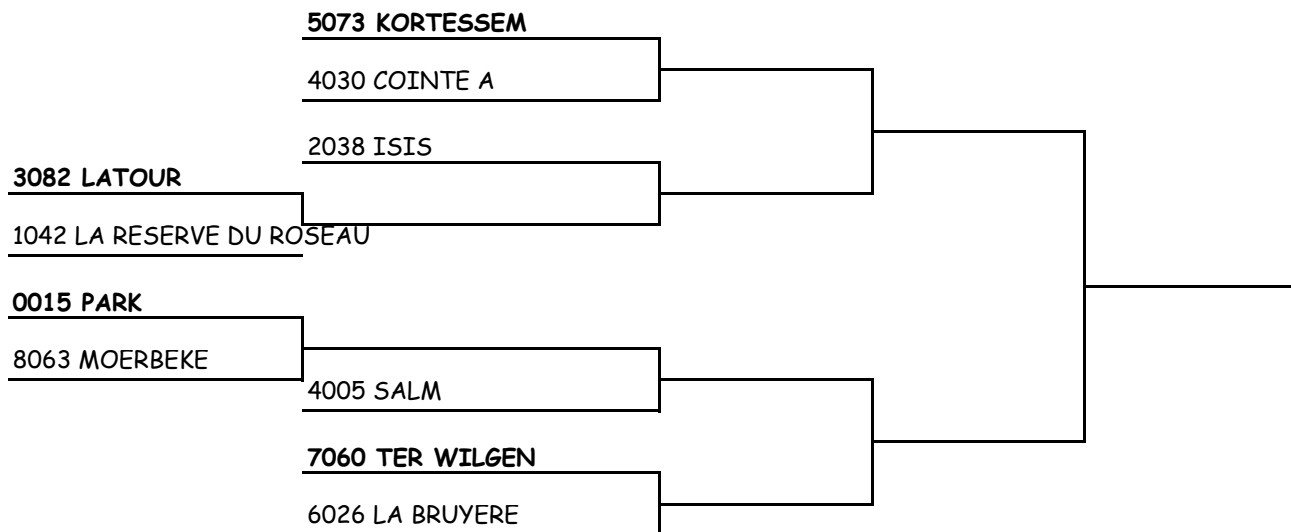 5073 KORTESSEM
4030 COINTE A
2038 ISIS
3082 LATOUR
1042 LA RESERVE DU ROSEAU
0015 PARK
8063 MOERBEKE
4005 SALM
7060 TER WILGEN
6026 LA BRUYERE